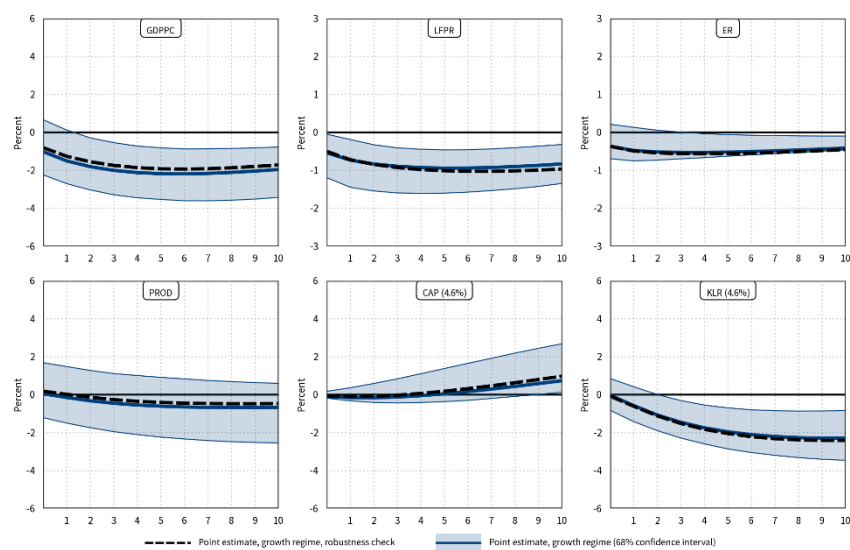 GDPPC
LFPR
ER
6
4
2
0
-2
-4
-6
Percent
1 2 3 4 5 6 7 8 9 10
3
2
1
0
-1
-2
-3
Percent
1 2 3 4 5 6 7 8 9 10
3
2
1
0
-1
-2
-3
Percent
1 2 3 4 5 6 7 8 9 10
PROD
CAP (4.6%)
KLR (4.6%)
6
4
2
0
-2
-4
-6
Percent
1 2 3 4 5 6 7 8 9 10
6
4
2
0
-2
-4
-6
Percent
1 2 3 4 5 6 7 8 9 10
6
4
2
0
-2
-4
-6
Percent
1 2 3 4 5 6 7 8 9 10
Point estimate, growth regime, robustness check
Point estimate, growth regime (68% confidence interval)